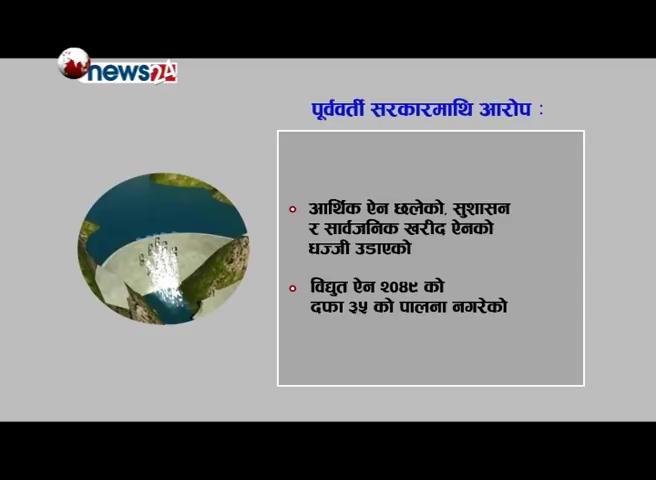 news24
पूर्ववर्ती सरकारमाथि आरोप :
आर्थिक ऐन छलेको, सुशासन
र सार्वजनिक खरीद ऐनको
धज्जी उडाएको
विद्युत ऐन २०४९ को
दफा ३५ को पालना नगरेको